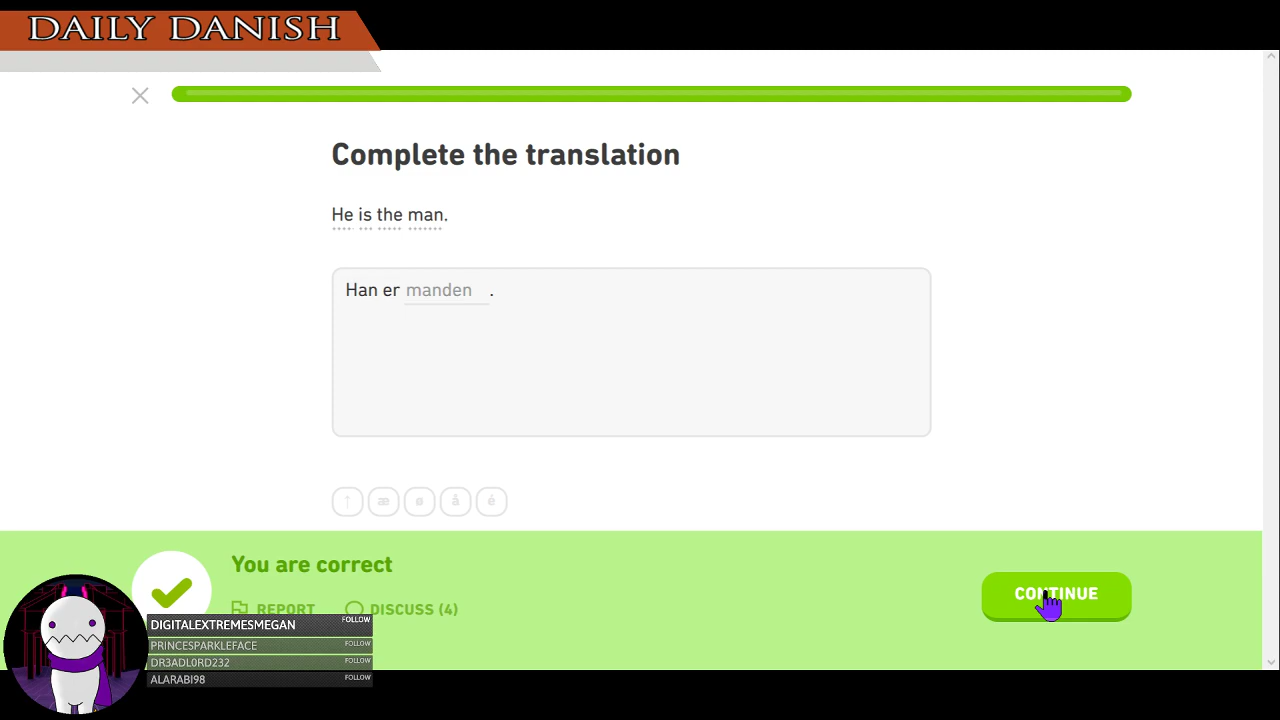 DAILY DANISH
Complete the translation
He is the man.
Han er manden .
↑ æ ø å é
You are correct
REPORT DISCUSS (4)
CONTINUE
DIGITALEXTREMESMEGAN FOLLOW
PRINCESPARKLEFACE FOLLOW
DR3ADL0RD232 FOLLOW
ALARABI98 FOLLOW